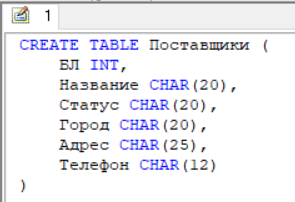 1
CREATE TABLE Поставщики (
БЛ INT,
Название CHAR(20),
Статус CHAR(20),
Город CHAR(20),
Адрес CHAR(25),
Телефон CHAR(12)
)